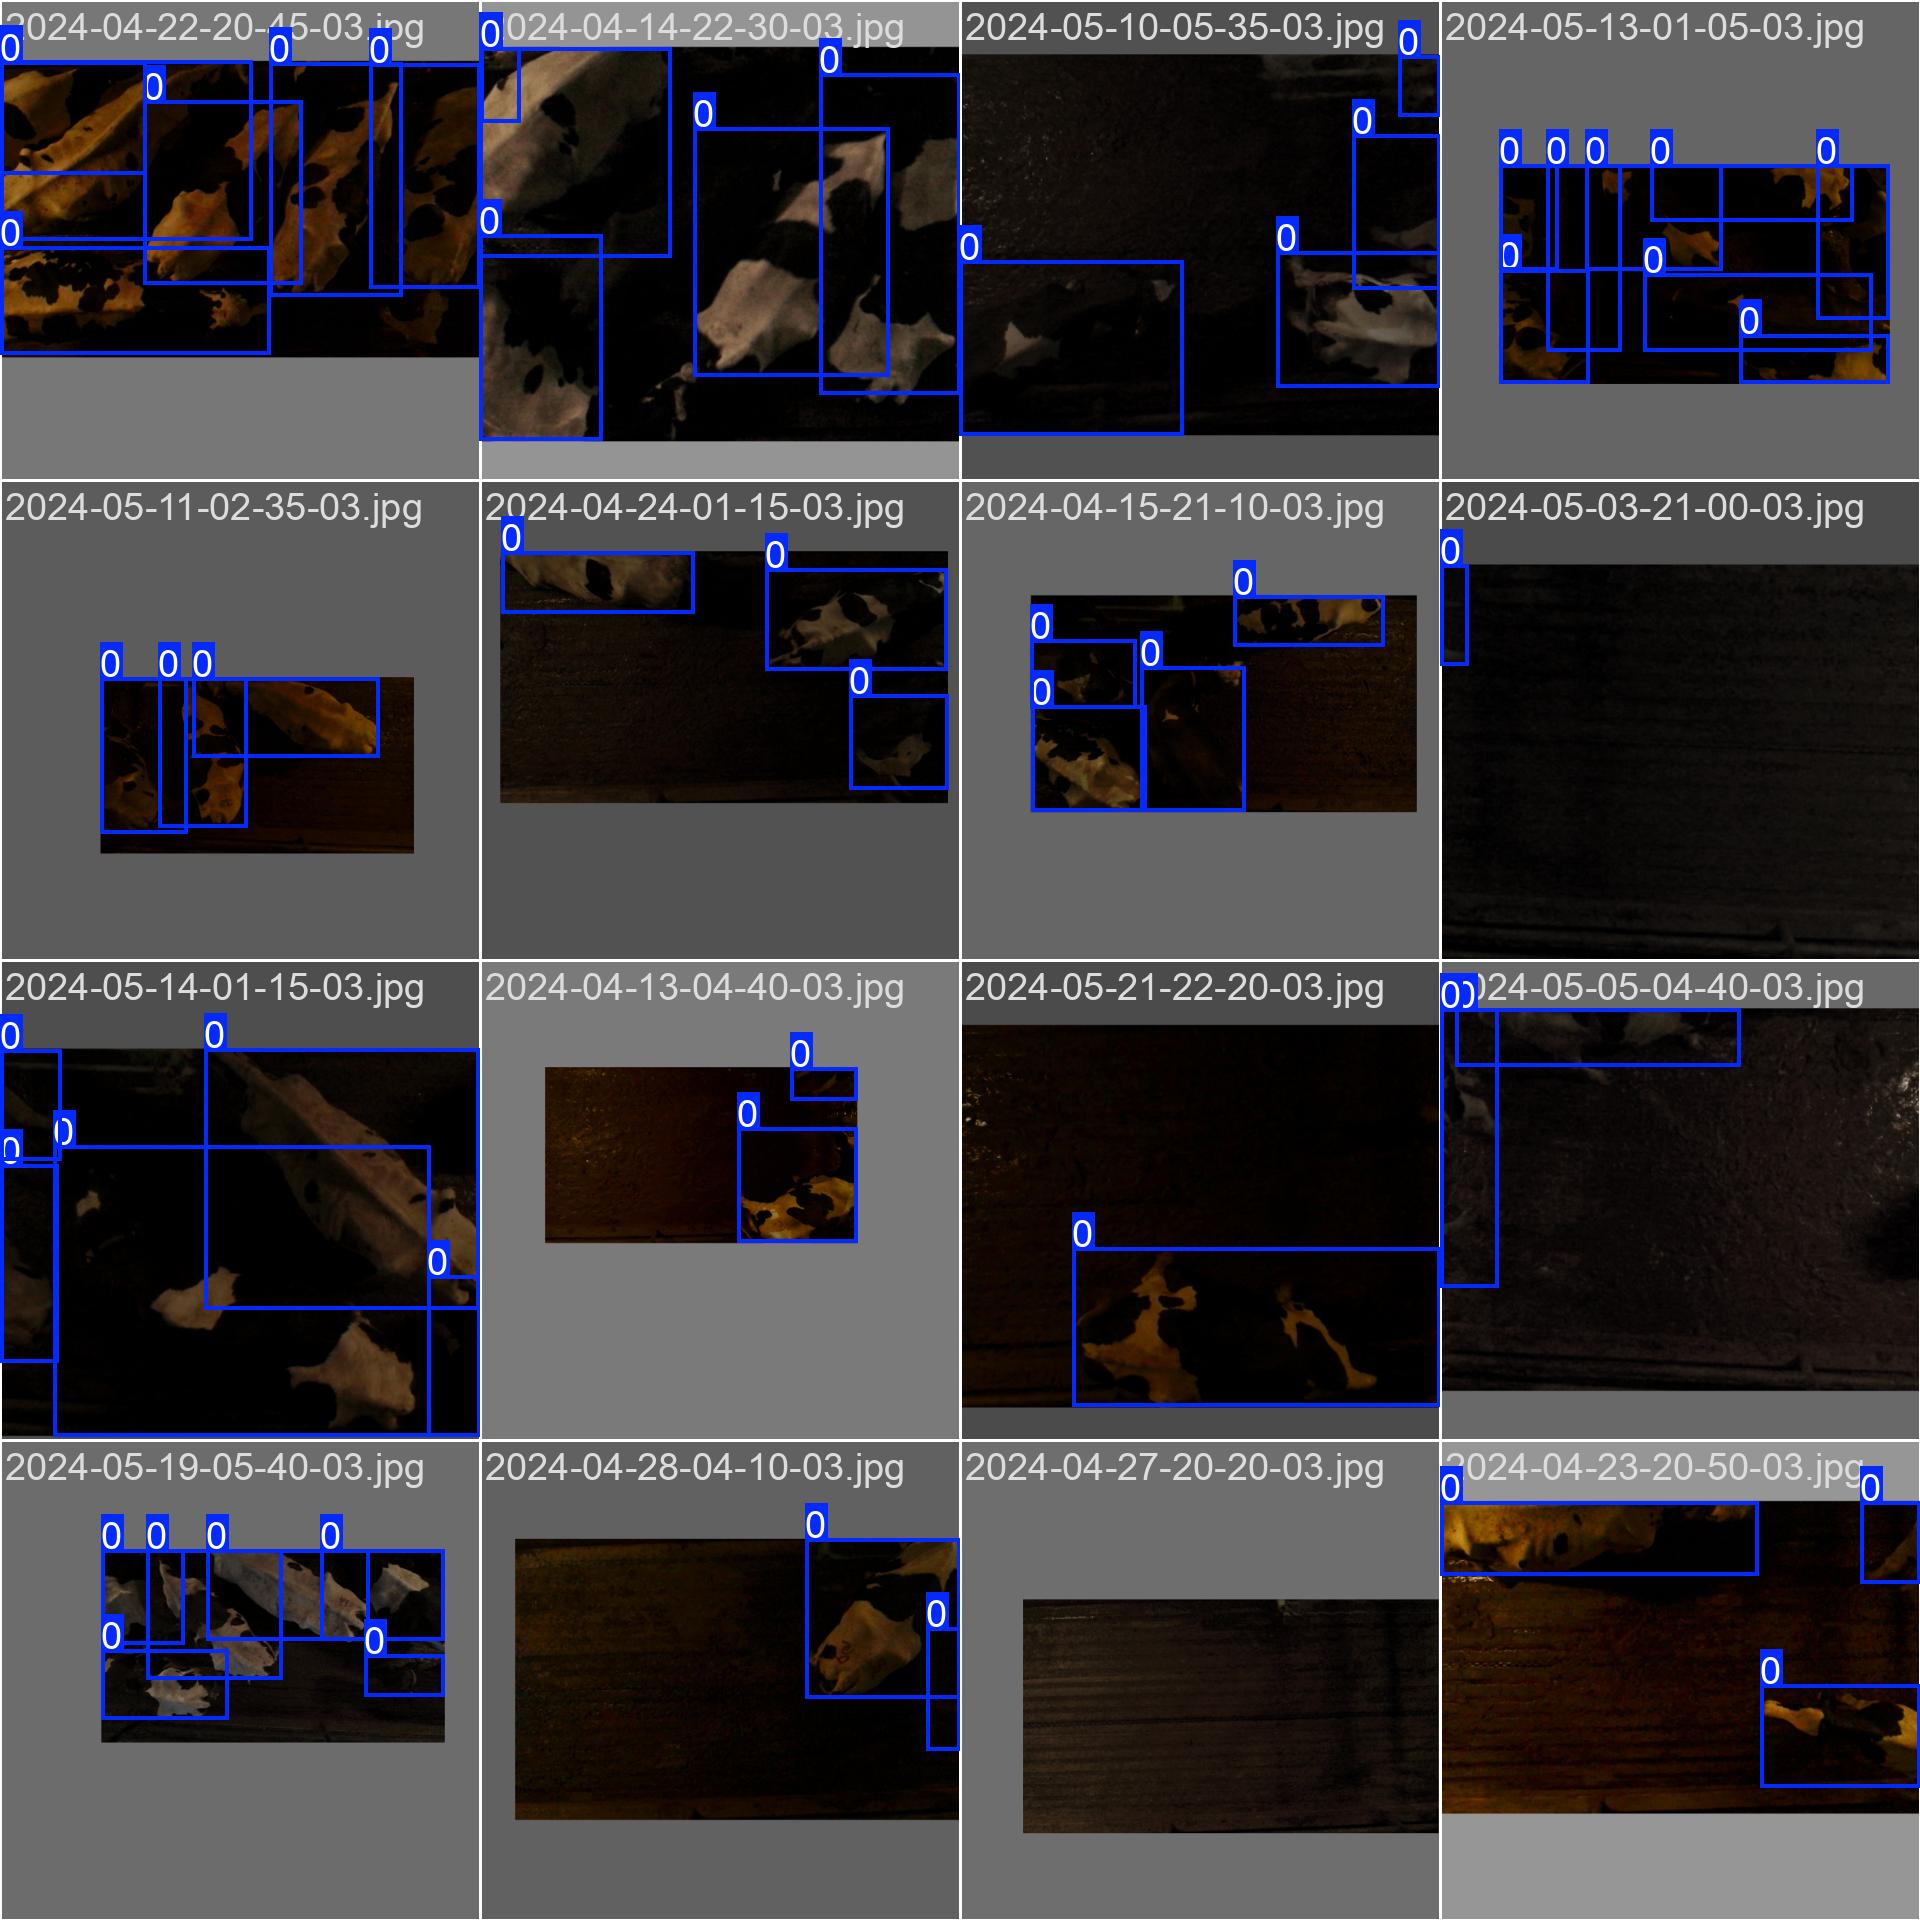 2024-04-22-20-45-03.jpg
2024-04-14-22-30-03.jpg
2024-05-10-05-35-03.jpg
2024-05-13-01-05-03.jpg
0 0 0 0 0
0 0 0 0
0 0 0 0
0 0 0 0 0 0 0 0
2024-05-11-02-35-03.jpg
2024-04-24-01-15-03.jpg
2024-04-15-21-10-03.jpg
2024-05-03-21-00-03.jpg
0 0 0
0 0 0
0 0 0 0
0
2024-05-14-01-15-03.jpg
2024-04-13-04-40-03.jpg
2024-05-21-22-20-03.jpg
024-05-05-04-40-03.jpg
0 0 0 0 0
0 0
0
0 0
2024-05-19-05-40-03.jpg
2024-04-28-04-10-03.jpg
2024-04-27-20-20-03.jpg
2024-04-23-20-50-03.jpg
0 0 0 0 0 0
0 0
0 0 0